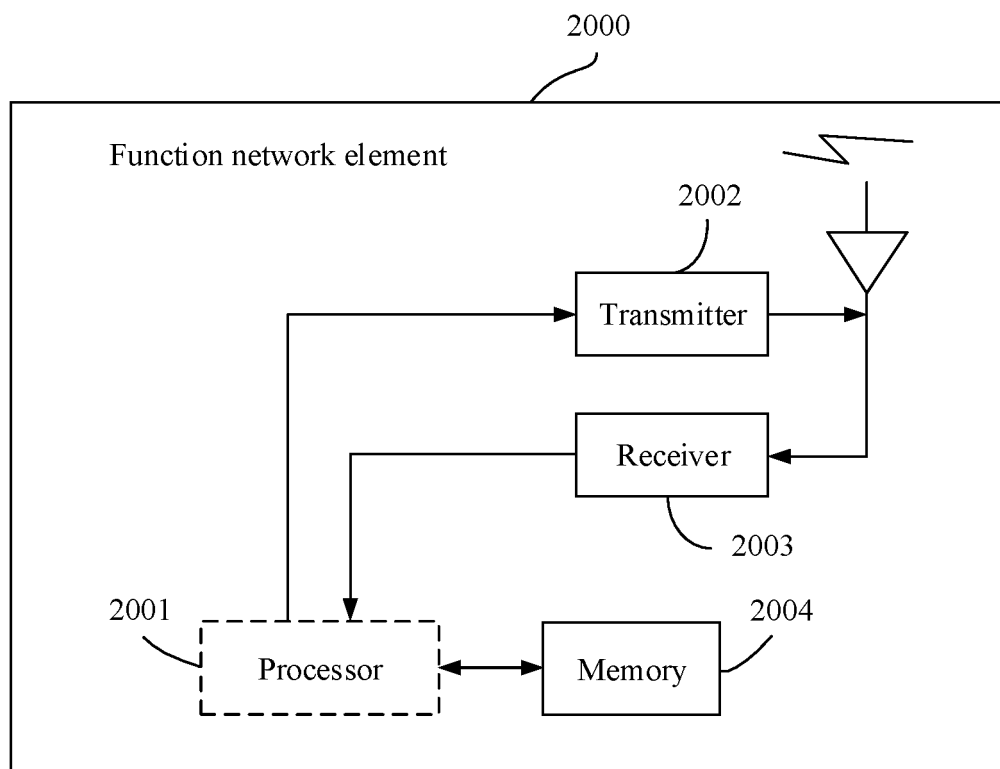 2000
Function network element
2002
Transmitter
Receiver
2003
2001
2004
Processor
Memory